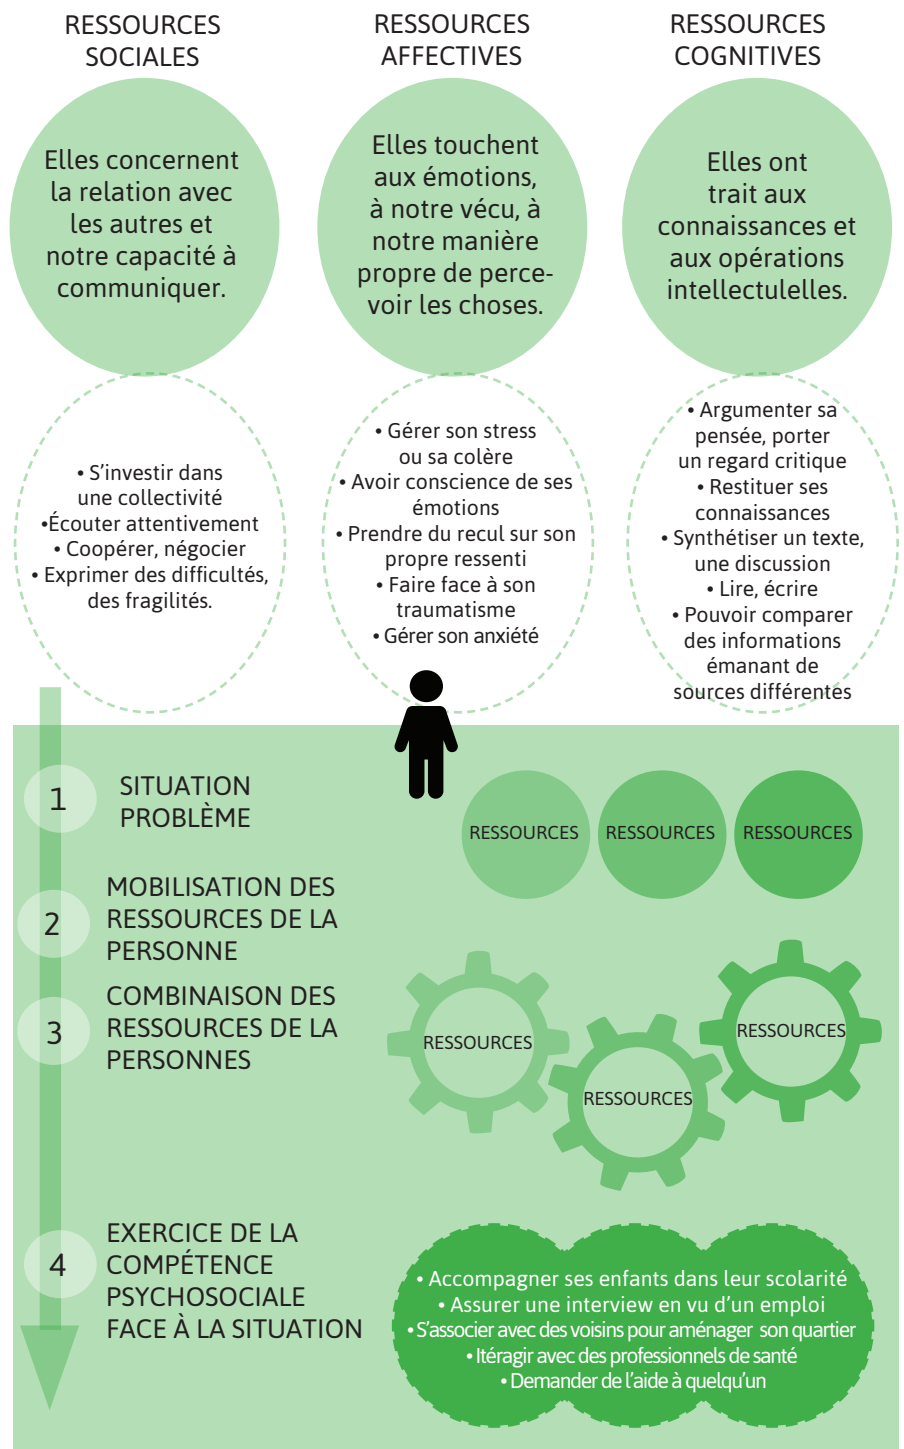 RESSOURCES
SOCIALES
Elles concernent
la relation avec
les autres et
notre capacité à
communiquer.
• S'investir dans
une collectivité
•Écouter attentivement
• Coopérer, négocier
• Exprimer des difficultés,
des fragilités.
RESSOURCES
AFFECTIVES
Elles touchent
aux émotions,
à notre vécu, à
notre manière
propre de perce-
voir les choses.
• Gérer son stress
ou sa colère
• Avoir conscience de ses
émotions
• Prendre du recul sur son
propre ressenti
• Faire face à son
traumatisme
• Gérer son anxiété
RESSOURCES
COGNITIVES
Elles ont
trait aux
connaissances et
aux opérations
intellectulelles.
• Argumenter sa
pensée, porter
un regard critique
• Restituer ses
connaissances
• Synthétiser un texte,
une discussion
• Lire, écrire
• Pouvoir comparer
des informations
émanant de
sources différentes
1
SITUATION
PROBLÈME
RESSOURCES
RESSOURCES
RESSOURCES
2
MOBILISATION DES
RESSOURCES DE LA
PERSONNE
3
COMBINAISON DES
RESSOURCES DE LA
PERSONNES
RESSOURCES
RESSOURCES
RESSOURCES
4
EXERCICE DE LA
COMPÉTENCE
PSYCHOSOCIALE
FACE À LA SITUATION
• Accompagner ses enfants dans leur scolarité
• Assurer une interview en vu d'un emploi
• S'associer avec des voisins pour aménager son quartier
• Itéragir avec des professionnels de santé
• Demander de l'aide à quelqu'un